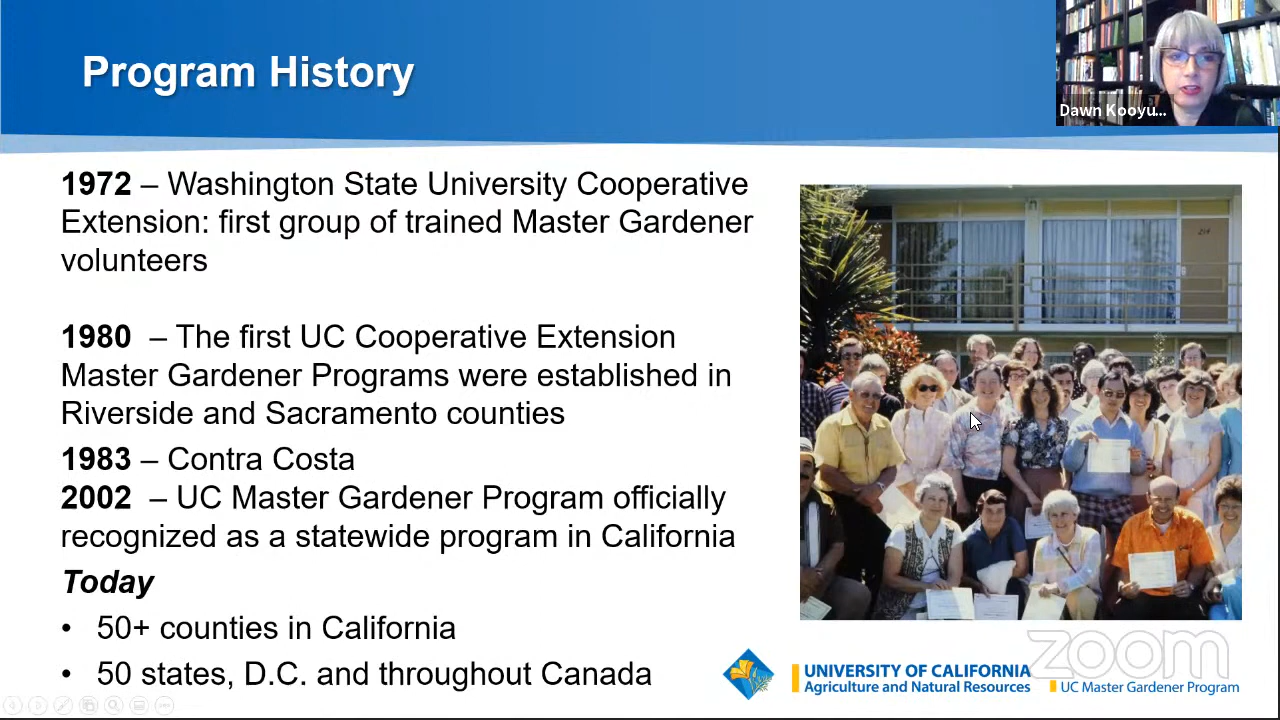 Program History
Dawn Kooyu...
1972 – Washington State University Cooperative
Extension: first group of trained Master Gardener
volunteers
1980 – The first UC Cooperative Extension
Master Gardener Programs were established in
Riverside and Sacramento counties
1983 – Contra Costa
2002 – UC Master Gardener Program officially
recognized as a statewide program in California
Today
• 50+ counties in California
• 50 states, D.C. and throughout Canada
214
zoom
UNIVERSITY OF CALIFORNIA
Agriculture and Natural Resources
UC Master Gardener Program